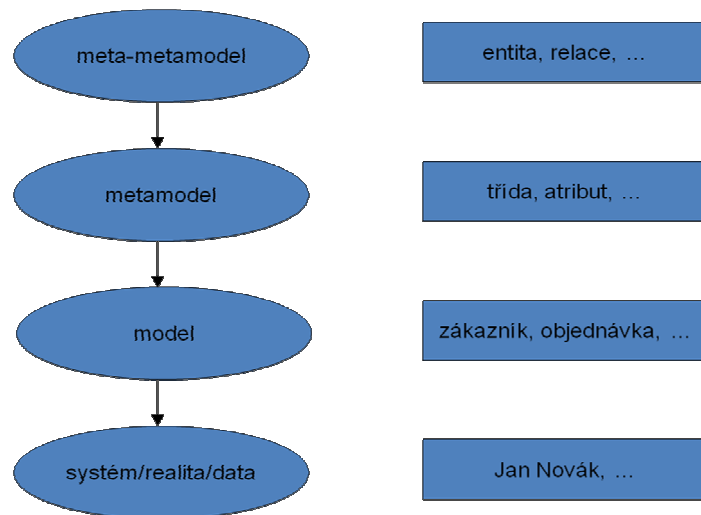 meta-metamodel
entita, relace, ...
metamodel
třída, atribut, ...
model
zákazník, objednávka, ...
systém/realita/data
Jan Novák, ...